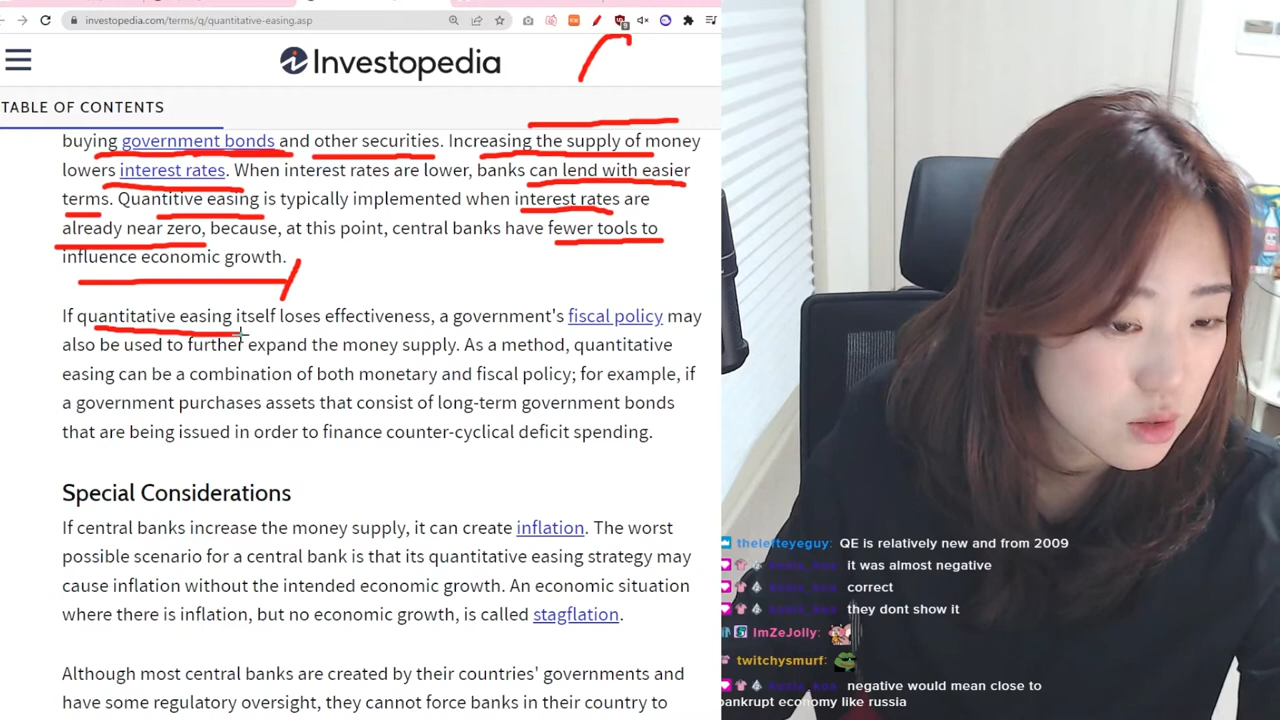 investopedia.com/terms/q/quantitative-easing.asp
Investopedia
TABLE OF CONTENTS
buying government bonds and other securities. Increasing the supply of money
lowers interest rates. When interest rates are lower, banks can lend with easier
terms. Quantitive easing is typically implemented when interest rates are
already near zero, because, at this point, central banks have fewer tools to
influence economic growth.
If quantitative easing itself loses effectiveness, a government's fiscal policy may
also be used to further expand the money supply. As a method, quantitative
easing can be a combination of both monetary and fiscal policy; for example, if
a government purchases assets that consist of long-term government bonds
that are being issued in order to finance counter-cyclical deficit spending.
Special Considerations
If central banks increase the money supply, it can create inflation. The worst
possible scenario for a central bank is that its quantitative easing strategy may
cause inflation without the intended economic growth. An economic situation
where there is inflation, but no economic growth, is called stagflation.
Although most central banks are created by their countries' governments and
have some regulatory oversight, they cannot force banks in their country to
thelefteyeguy: QE is relatively new and from 2009
it was almost negative
correct
they dont show it
ImZeJolly:
twitchysmurf:
negative would mean close to
bankrupt economy like russia